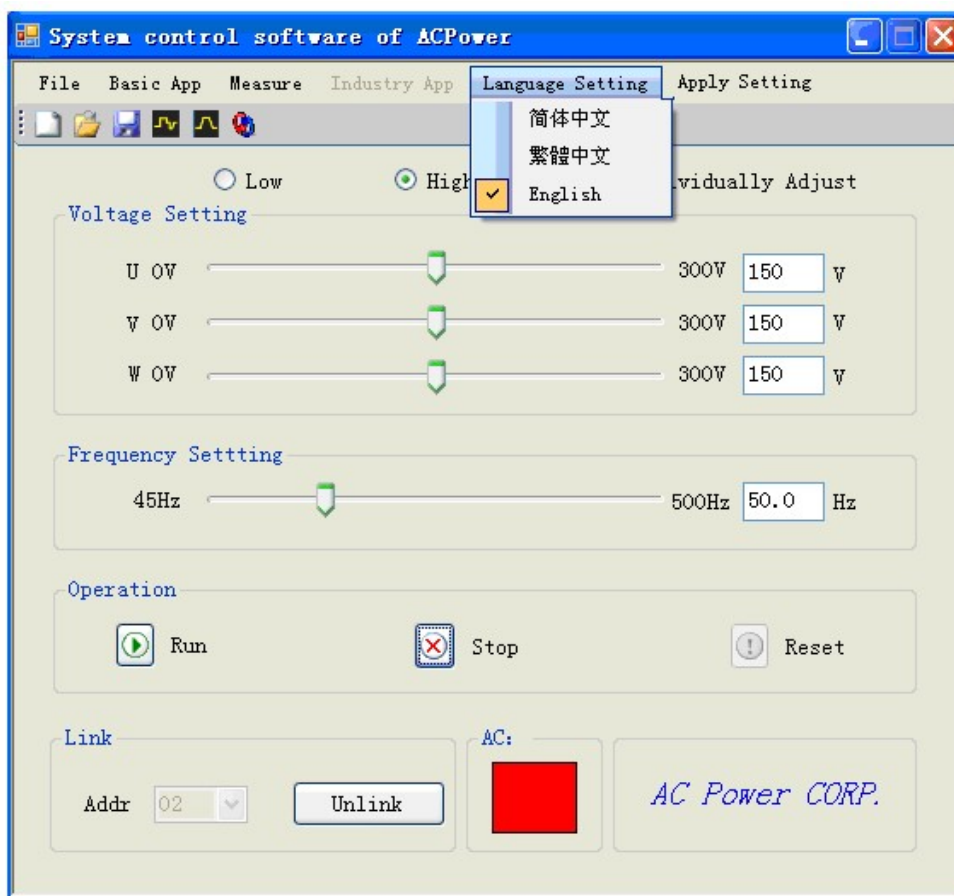 System control software of ACPower
File Basic App Measure Industry App Language Setting Apply Setting
简体中文
繁體中文
English
Low High ividually Adjust
Voltage Setting
U 0V 300V 150 V
V 0V 300V 150 V
W 0V 300V 150 V
Frequency Settting
45Hz 500Hz 50.0 Hz
Operation
Run Stop Reset
Link AC:
Addr 02 Unlink AC Power CORP.